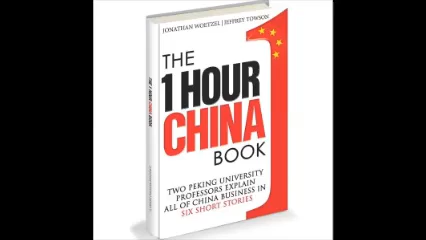 JONATHAN WOETZEL | JEFFREY TOWSON
THE
1 HOUR
CHINA
BOOK
TWO PEKING UNIVERSITY
PROFESSORS EXPLAIN
ALL OF CHINA BUSINESS IN
SIX SHORT STORIES
THE 1 HOUR CHINA BOOK